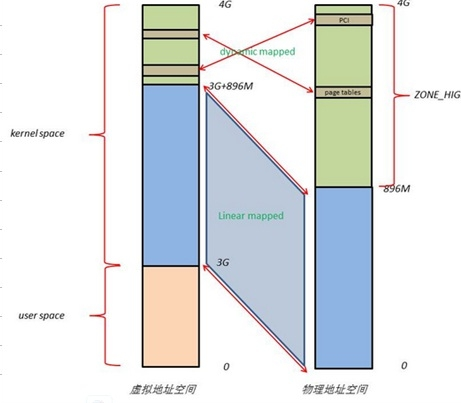 4G
4G
PCI
dynamic mapped
page tables
ZONE_HIG
3G+896M
kernel space
896M
Linear mapped
3G
user space
0
0
虚拟地址空间
物理地址空间